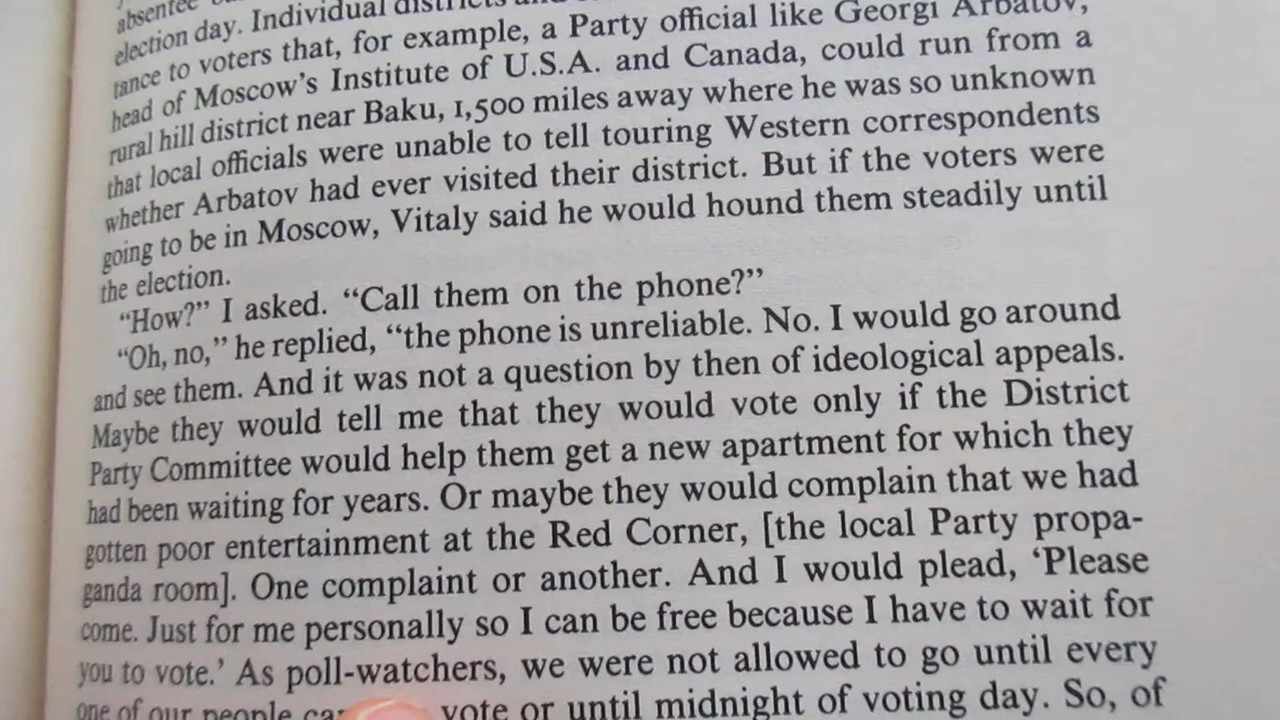 absentee
election day. Individual districts
tance to voters that, for example, a Party official like Georgi Arbatov,
head of Moscow's Institute of U.S.A. and Canada, could run from a
rural hill district near Baku, 1,500 miles away where he was so unknown
that local officials were unable to tell touring Western correspondents
whether Arbatov had ever visited their district. But if the voters were
going to be in Moscow, Vitaly said he would hound them steadily until
the election.
“How?” I asked. “Call them on the phone?”
“Oh, no,” he replied, “the phone is unreliable. No. I would go around
and see them. And it was not a question by then of ideological appeals.
Maybe they would tell me that they would vote only if the District
Party Committee would help them get a new apartment for which they
had been waiting for years. Or maybe they would complain that we had
gotten poor entertainment at the Red Corner, [the local Party propa-
ganda room]. One complaint or another. And I would plead, ‘Please
come. Just for me personally so I can be free because I have to wait for
you to vote.’ As poll-watchers, we were not allowed to go until every
one of our people vote or until midnight of voting day. So, of